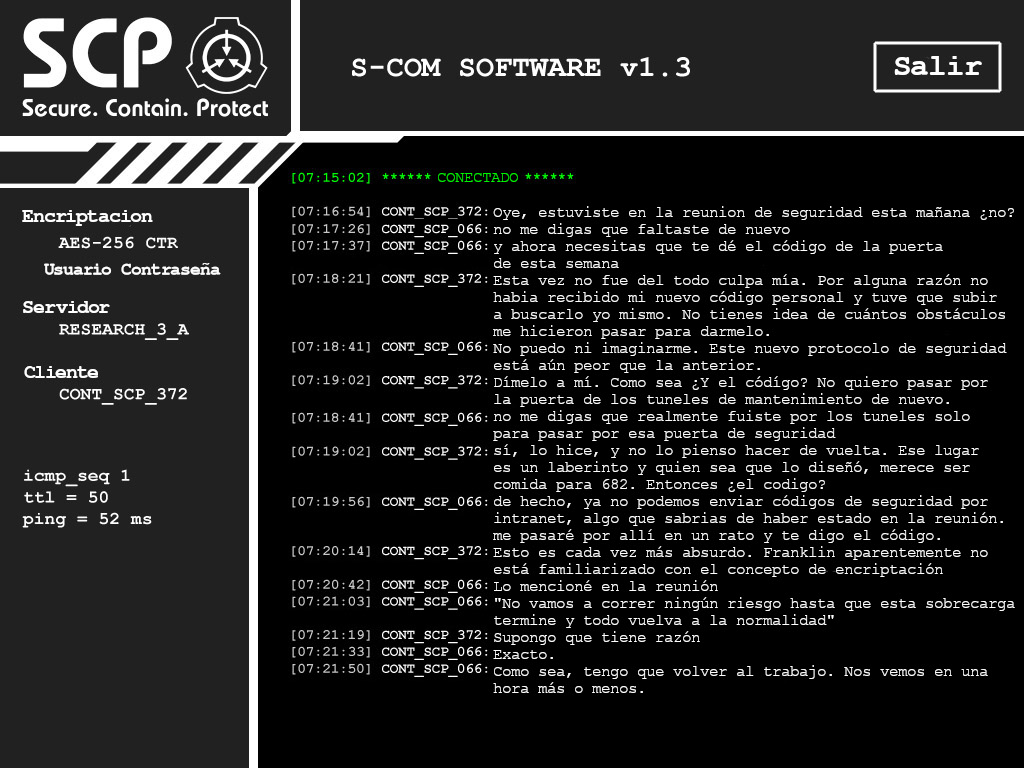 SCP
Secure. Contain. Protect
S-COM SOFTWARE v1.3
Salir
Encriptacion
AES-256 CTR
Usuario Contraseña
Servidor
RESEARCH_3_A
Cliente
CONT_SCP_372
icmp_seq 1
ttl = 50
ping = 52 ms
[07:15:02] ****** CONECTADO ******
[07:16:54] CONT_SCP_372: Oye, estuviste en la reunion de seguridad esta mañana ¿no?
[07:17:26] CONT_SCP_066: no me digas que faltaste de nuevo
[07:17:37] CONT_SCP_066: y ahora necesitas que te dé el código de la puerta
de esta semana
[07:18:21] CONT_SCP_372: Esta vez no fue del todo culpa mía. Por alguna razón no
habia recibido mi nuevo código personal y tuve que subir
a buscarlo yo mismo. No tienes idea de cuántos obstáculos
me hicieron pasar para darmelo.
[07:18:41] CONT_SCP_066: No puedo ni imaginarme. Este nuevo protocolo de seguridad
está aún peor que la anterior.
[07:19:02] CONT_SCP_372: Dímelo a mí. Como sea ¿Y el códígo? No quiero pasar por
la puerta de los tuneles de mantenimiento de nuevo.
[07:18:41] CONT_SCP_066: no me digas que realmente fuiste por los tuneles solo
para pasar por esa puerta de seguridad
[07:19:02] CONT_SCP_372: sí, lo hice, y no lo pienso hacer de vuelta. Ese lugar
es un laberinto y quien sea que lo diseñó, merece ser
comida para 682. Entonces ¿el codigo?
[07:19:56] CONT_SCP_066: de hecho, ya no podemos enviar códigos de seguridad por
intranet, algo que sabrias de haber estado en la reunión.
me pasaré por allí en un rato y te digo el código.
[07:20:14] CONT_SCP_372: Esto es cada vez más absurdo. Franklin aparentemente no
está familiarizado con el concepto de encriptación
[07:20:42] CONT_SCP_066: Lo mencioné en la reunión
[07:21:03] CONT_SCP_066: "No vamos a correr ningún riesgo hasta que esta sobrecarga
termine y todo vuelva a la normalidad"
[07:21:19] CONT_SCP_372: Supongo que tiene razón
[07:21:33] CONT_SCP_066: Exacto.
[07:21:50] CONT_SCP_066: Como sea, tengo que volver al trabajo. Nos vemos en una
hora más o menos.